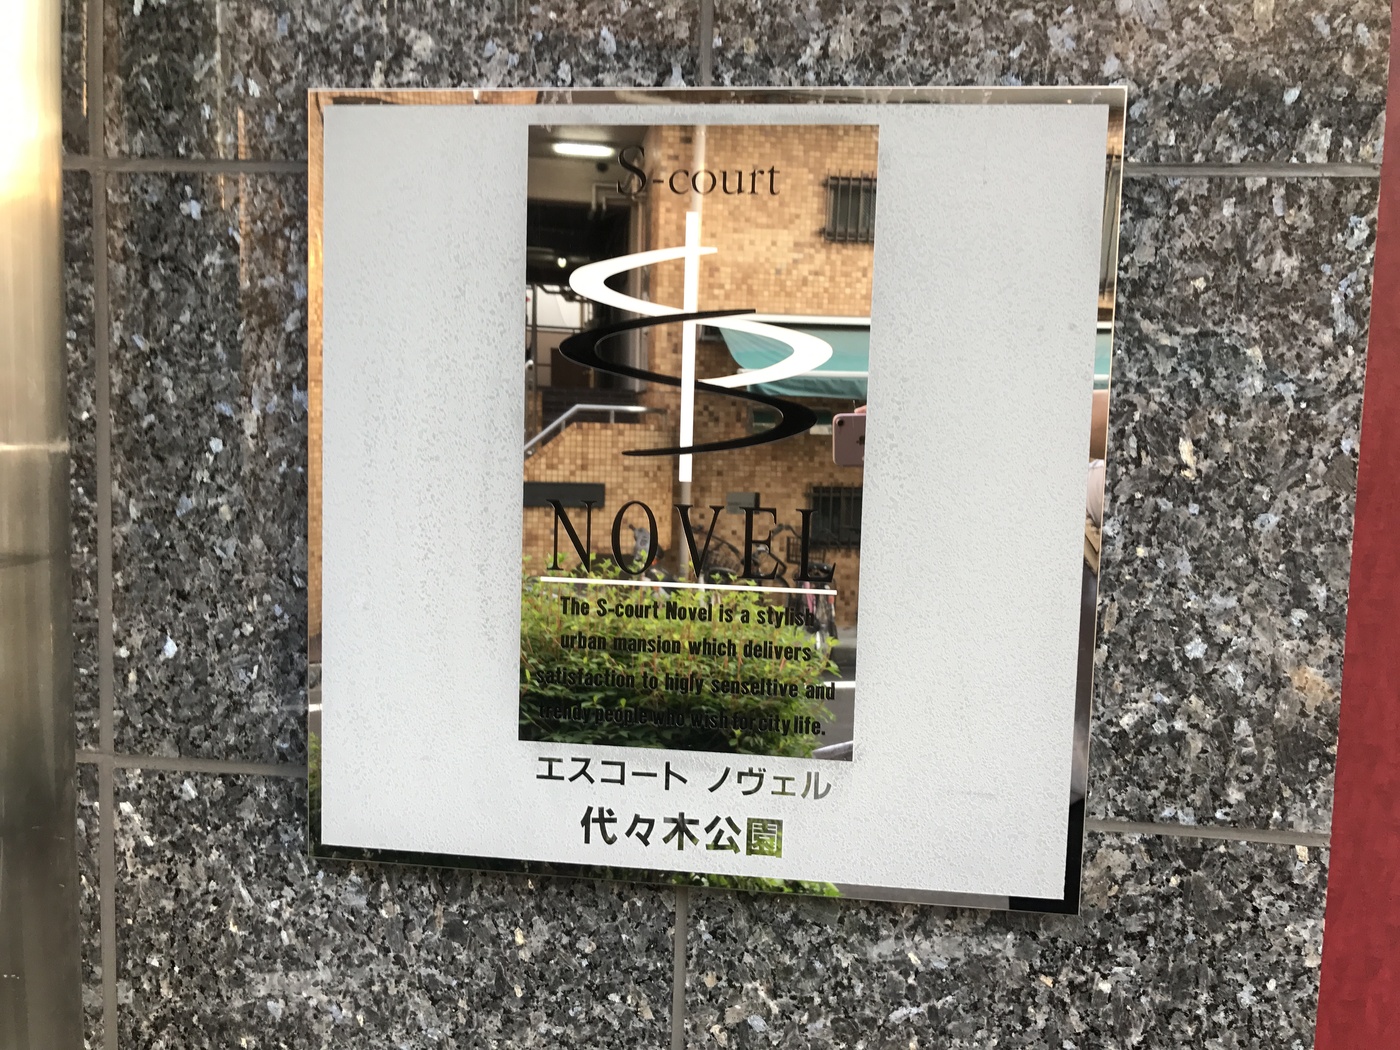 S-court
NOVEL
The S-court Novel is a stylish
urban mansion which delivers
satisfaction to higly senseltive and
trendy people who wish for city life.
エスコート ノヴェル
代々木公園